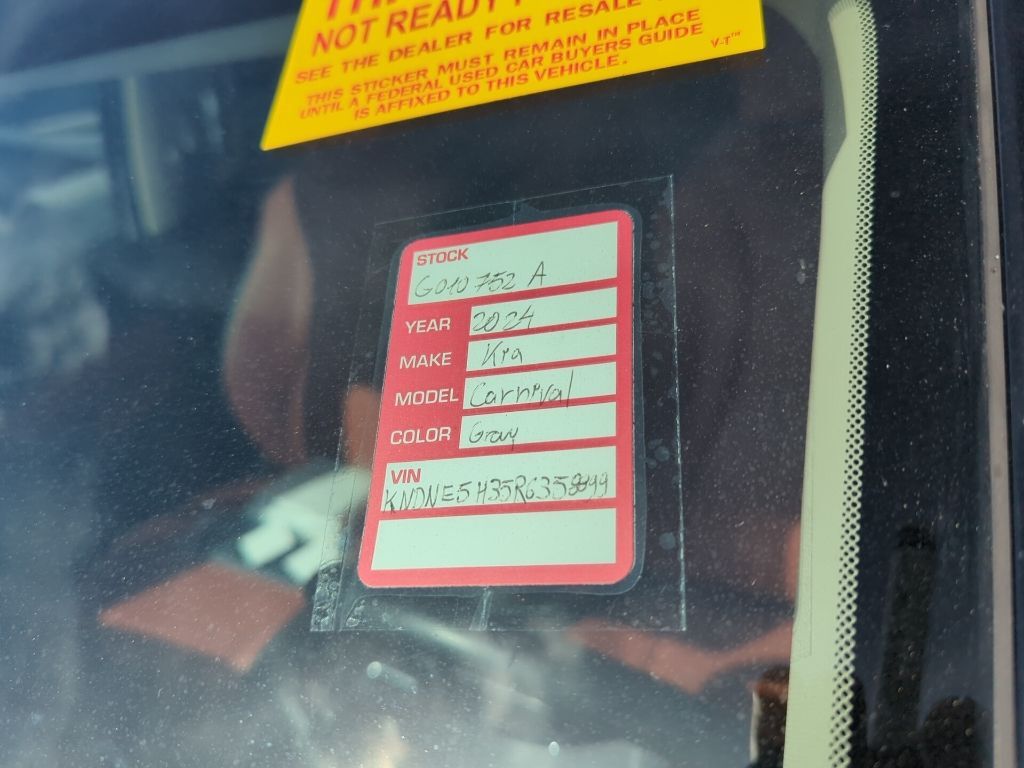 NOT READY
SEE THE DEALER FOR RESALE
THIS STICKER MUST REMAIN IN PLACE
UNTIL A FEDERAL USED CAR BUYERS GUIDE
IS AFFIXED TO THIS VEHICLE.
V-T™
STOCK
G010752 A
YEAR 2024
MAKE Kia
MODEL Carnival
COLOR Gray
VIN